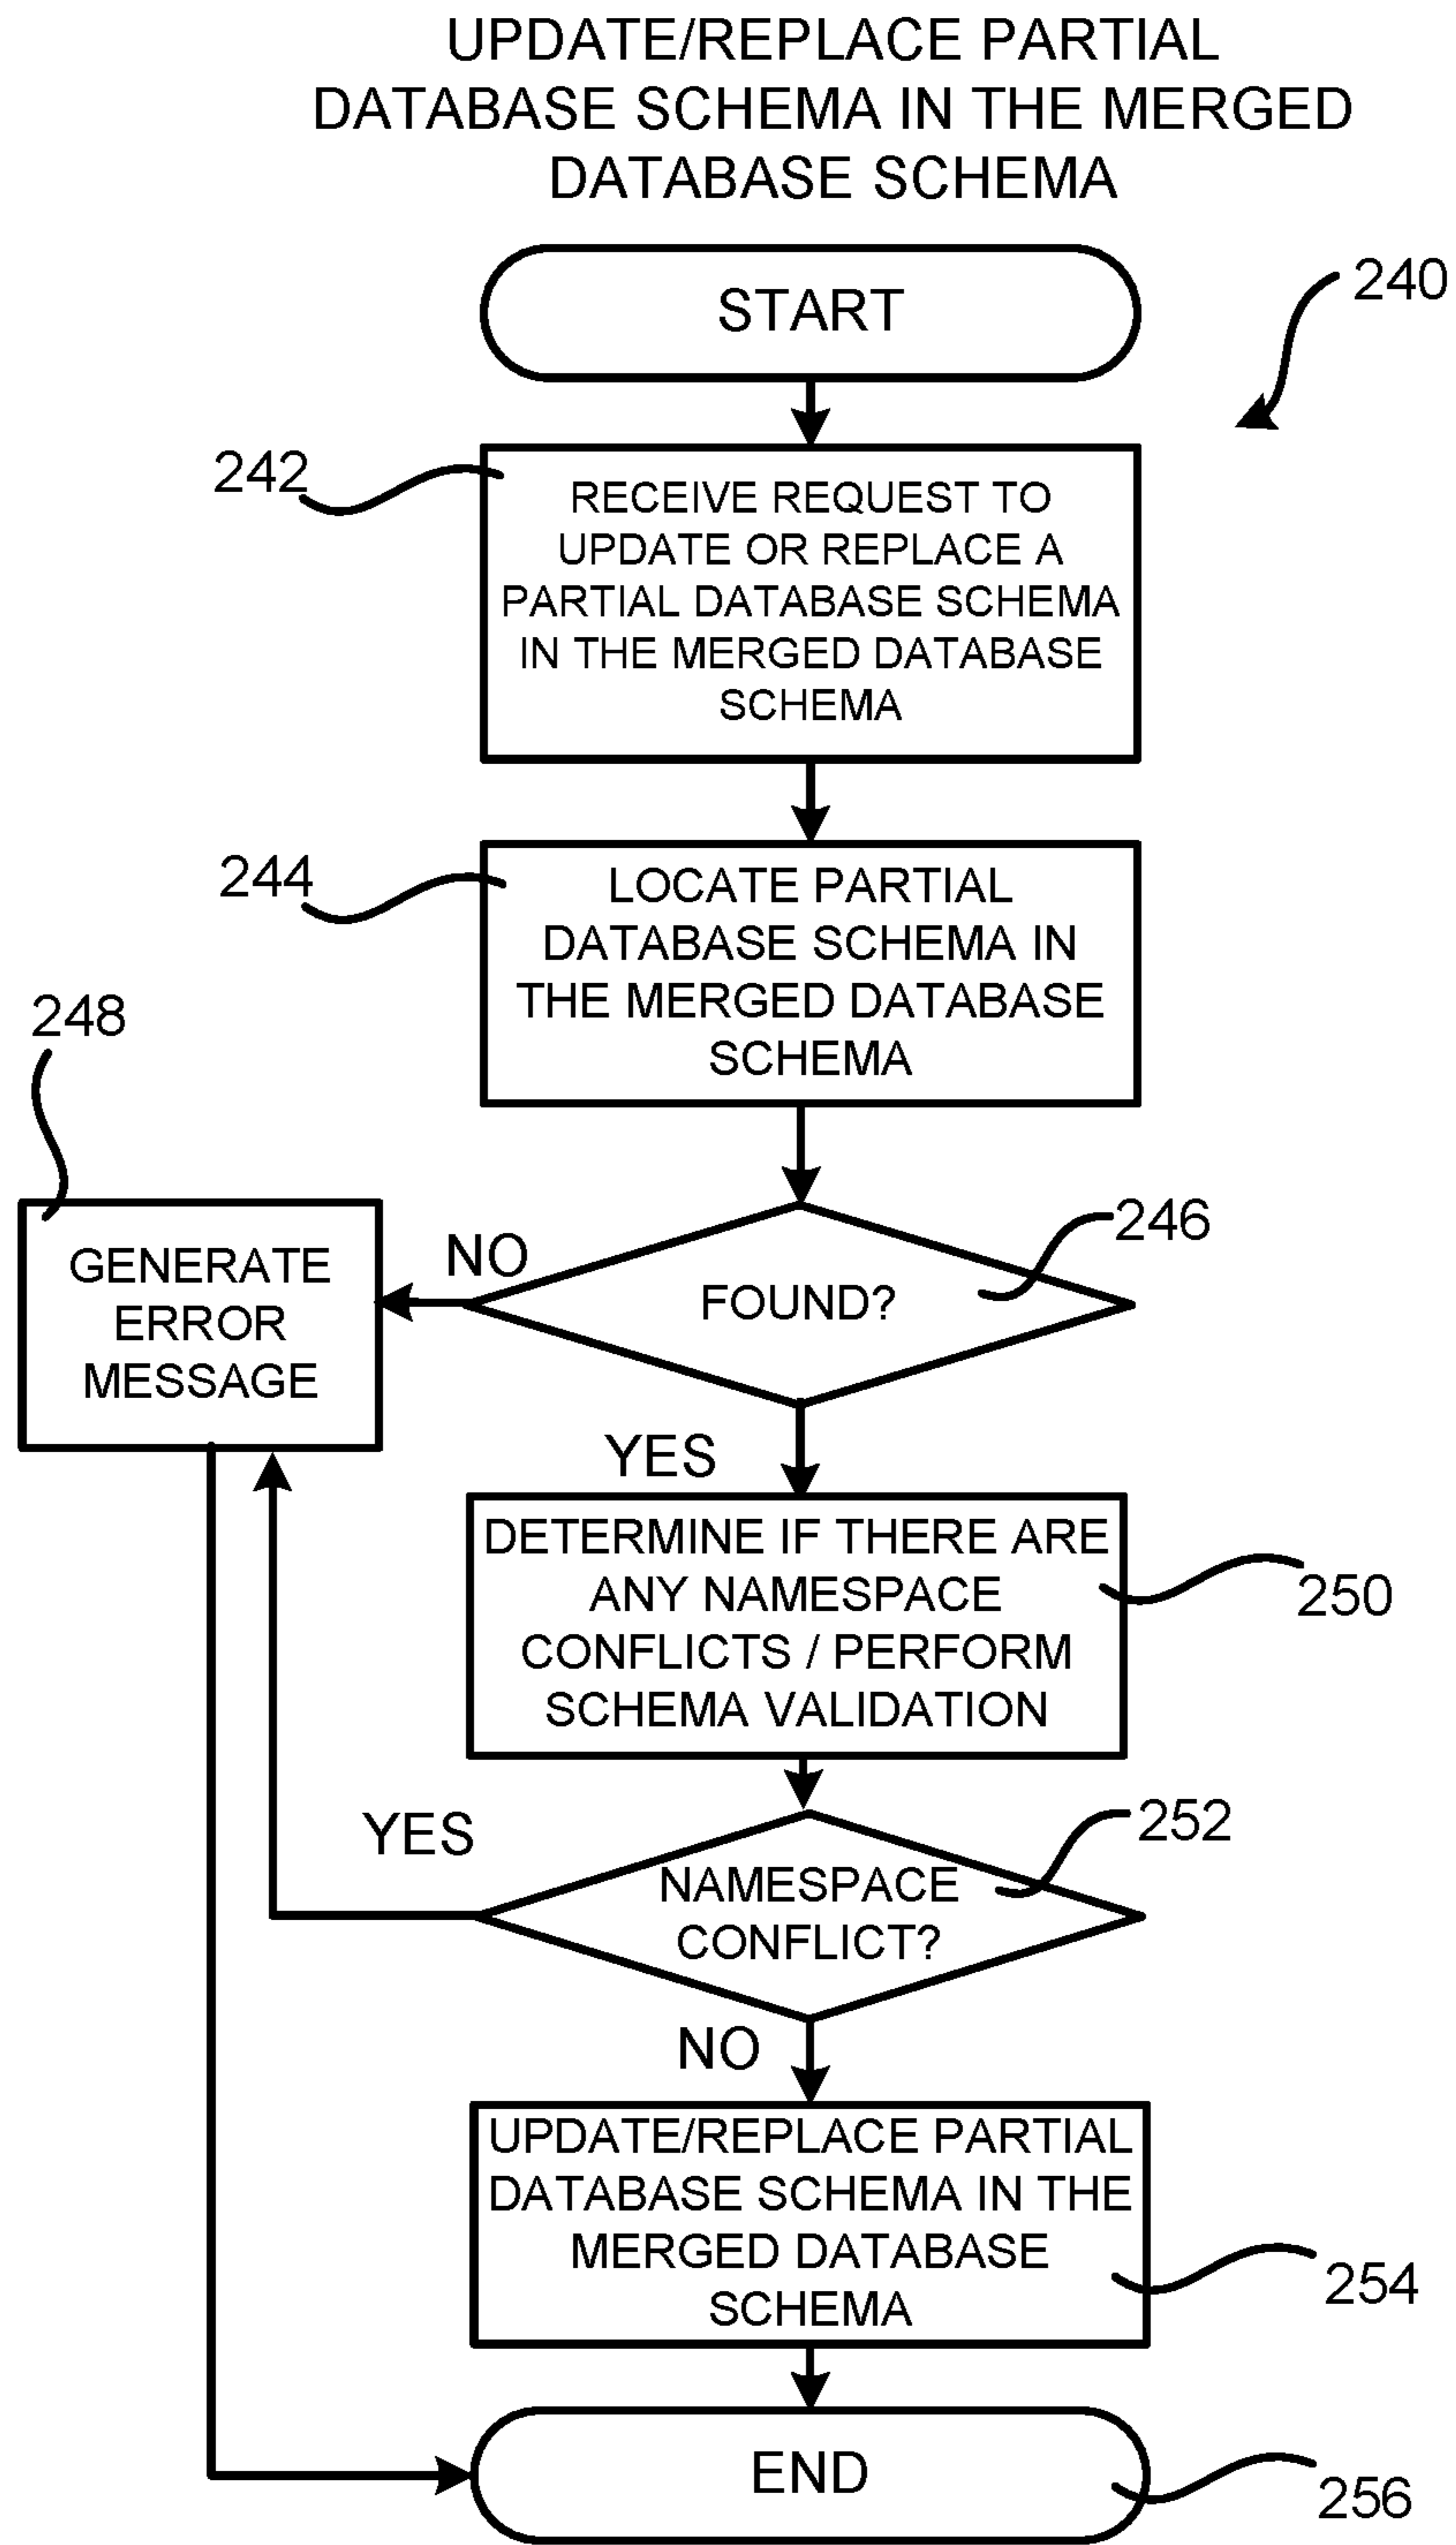 UPDATE/REPLACE PARTIAL
DATABASE SCHEMA IN THE MERGED
DATABASE SCHEMA
START
240
242
RECEIVE REQUEST TO
UPDATE OR REPLACE A
PARTIAL DATABASE SCHEMA
IN THE MERGED DATABASE
SCHEMA
244
LOCATE PARTIAL
DATABASE SCHEMA IN
THE MERGED DATABASE
SCHEMA
248
246
NO
FOUND?
GENERATE
ERROR
MESSAGE
YES
DETERMINE IF THERE ARE
ANY NAMESPACE
CONFLICTS / PERFORM
SCHEMA VALIDATION
250
YES
252
NAMESPACE
CONFLICT?
NO
UPDATE/REPLACE PARTIAL
DATABASE SCHEMA IN THE
MERGED DATABASE
SCHEMA
254
END
256